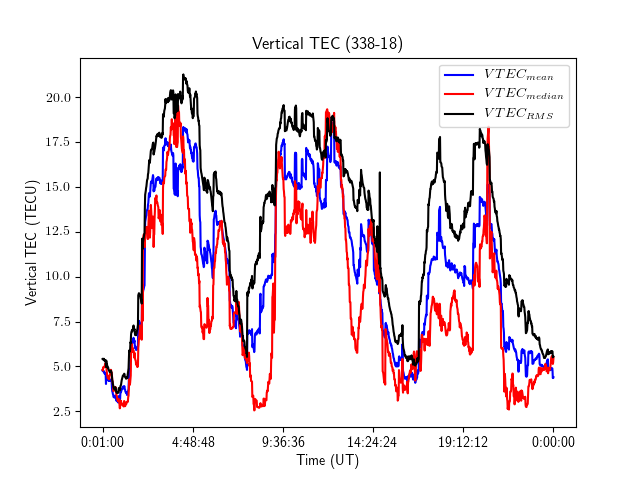 Vertical TEC (338-18)
VTEC_mean
VTEC_median
VTEC_RMS
Vertical TEC (TECU)
20.0
17.5
15.0
12.5
10.0
7.5
5.0
2.5
0:01:00 4:48:48 9:36:36 14:24:24 19:12:12 0:00:00
Time (UT)